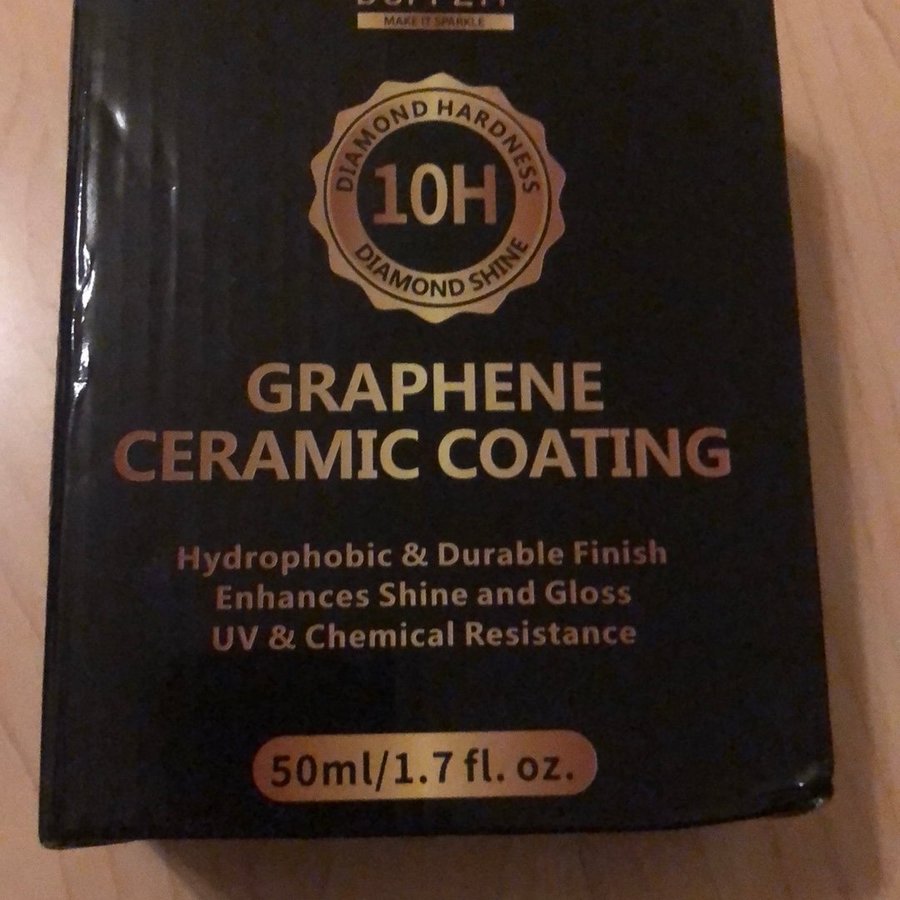 MAKE IT SPARKLE
DIAMOND HARDNESS
10H
DIAMOND SHINE
GRAPHENE
CERAMIC COATING
Hydrophobic & Durable Finish
Enhances Shine and Gloss
UV & Chemical Resistance
50ml/1.7 fl. oz.